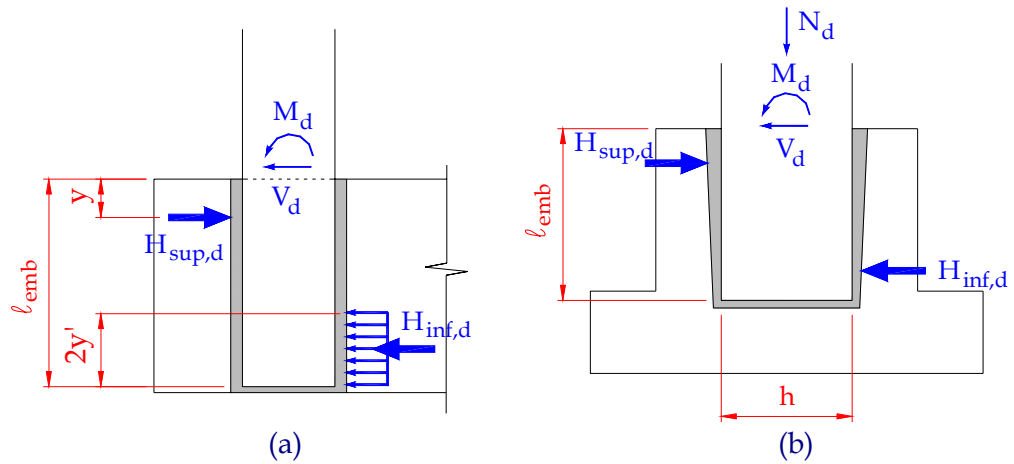 M_d
V_d
y
H_sup,d
ℓ_emb
2y'
H_inf,d
(a)
N_d
M_d
V_d
H_sup,d
ℓ_emb
H_inf,d
h
(b)